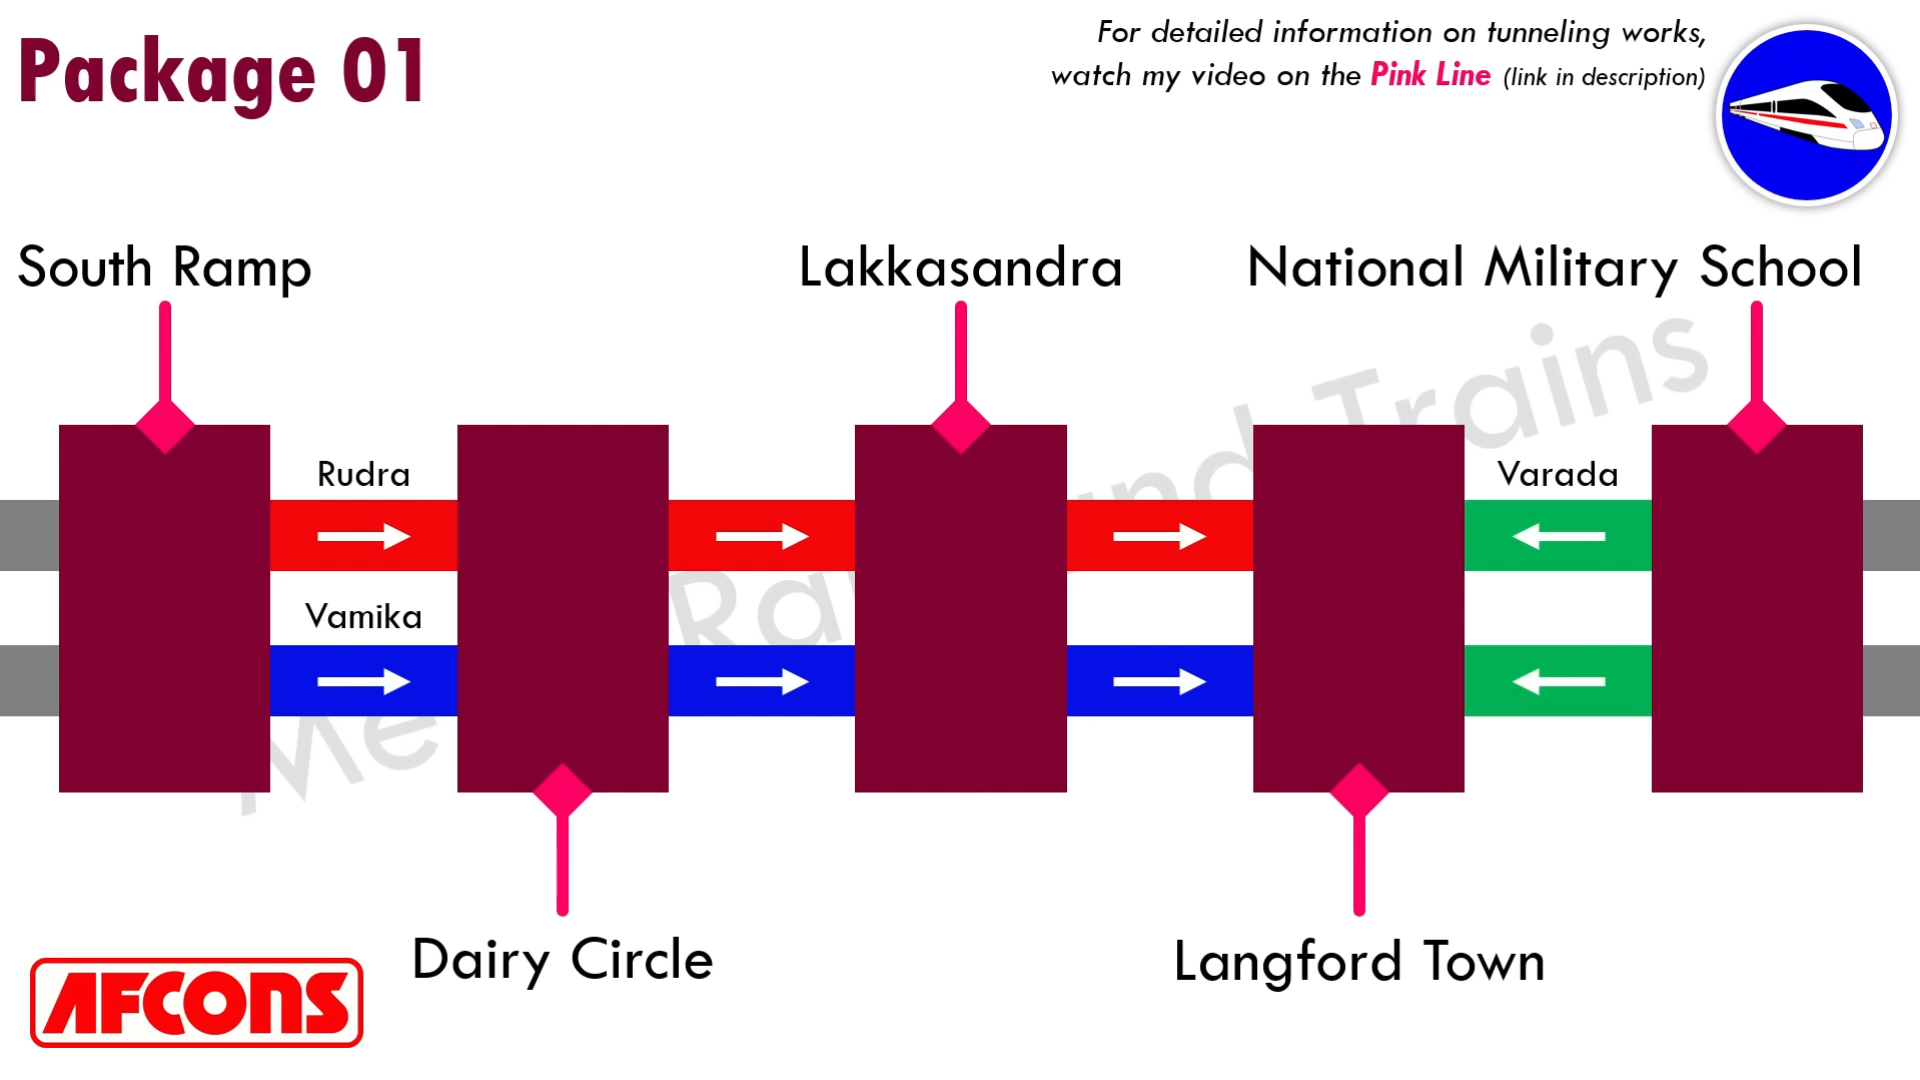 Package 01
For detailed information on tunneling works,
watch my video on the Pink Line (link in description)
South Ramp
Lakkasandra
National Military School
Rudra
Varada
Vamika
Dairy Circle
Langford Town
AFCONS
Trains